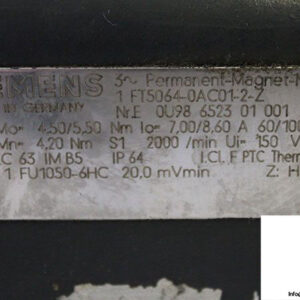 EMENS 3~ Permanent-Magnet-
IN GERMANY 1 FT5064-0AC01-2-Z
Nr.E 0U98 6523 01 001
Mo= 4,50/5,50 Nm Io= 7,00/8,60 A 60/100
Mn= 4,20 Nm S1 2000 /min Ui= 150 V
C 63 IM B5 IP 64 I.CL.F PTC Therm
1 FU1050-6HC 20,0 mV/min Z: H